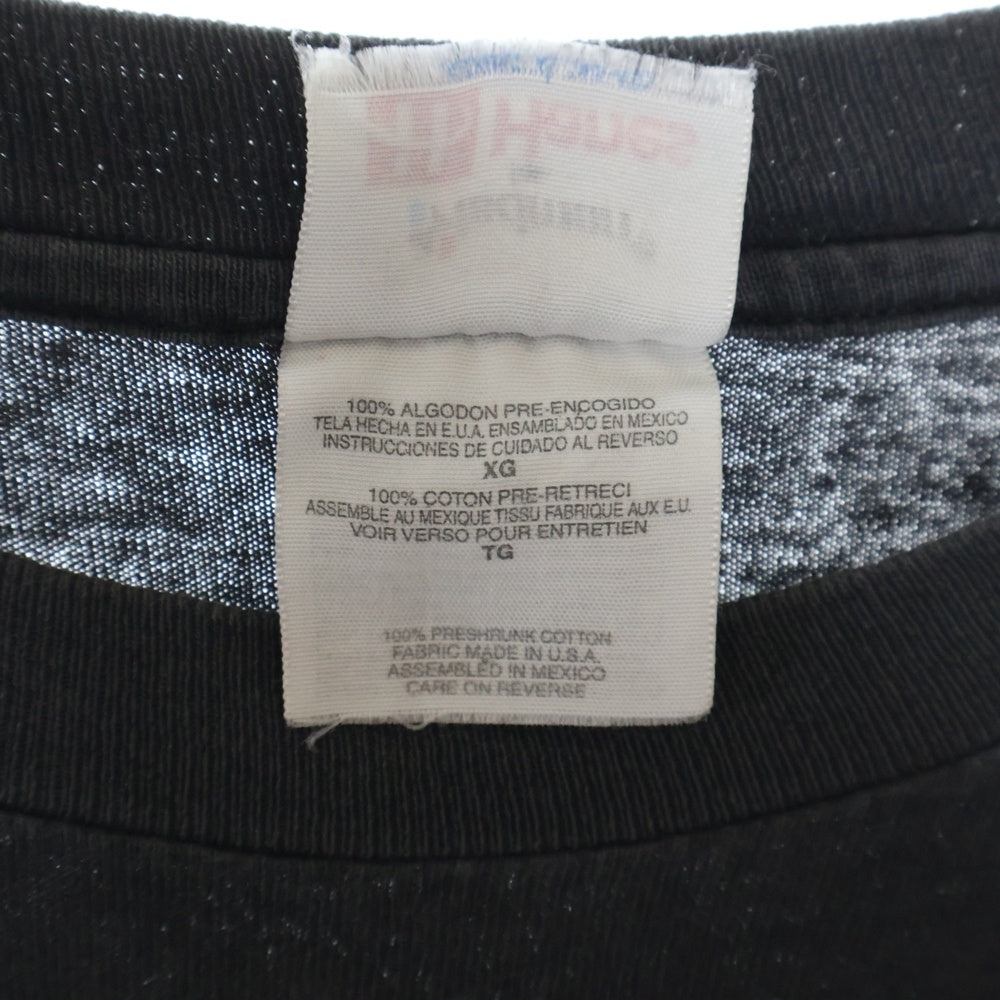 Hanes
100% ALGODON PRE-ENCOGIDO
TELA HECHA EN E.U.A. ENSAMBLADO EN MEXICO
INSTRUCCIONES DE CUIDADO AL REVERSO
XG
100% COTON PRE-RETRECI
ASSEMBLE AU MEXIQUE TISSU FABRIQUE AUX E.U.
VOIR VERSO POUR ENTRETIEN
TG
100% PRESHRUNK COTTON
FABRIC MADE IN U.S.A.
ASSEMBLED IN MEXICO
CARE ON REVERSE